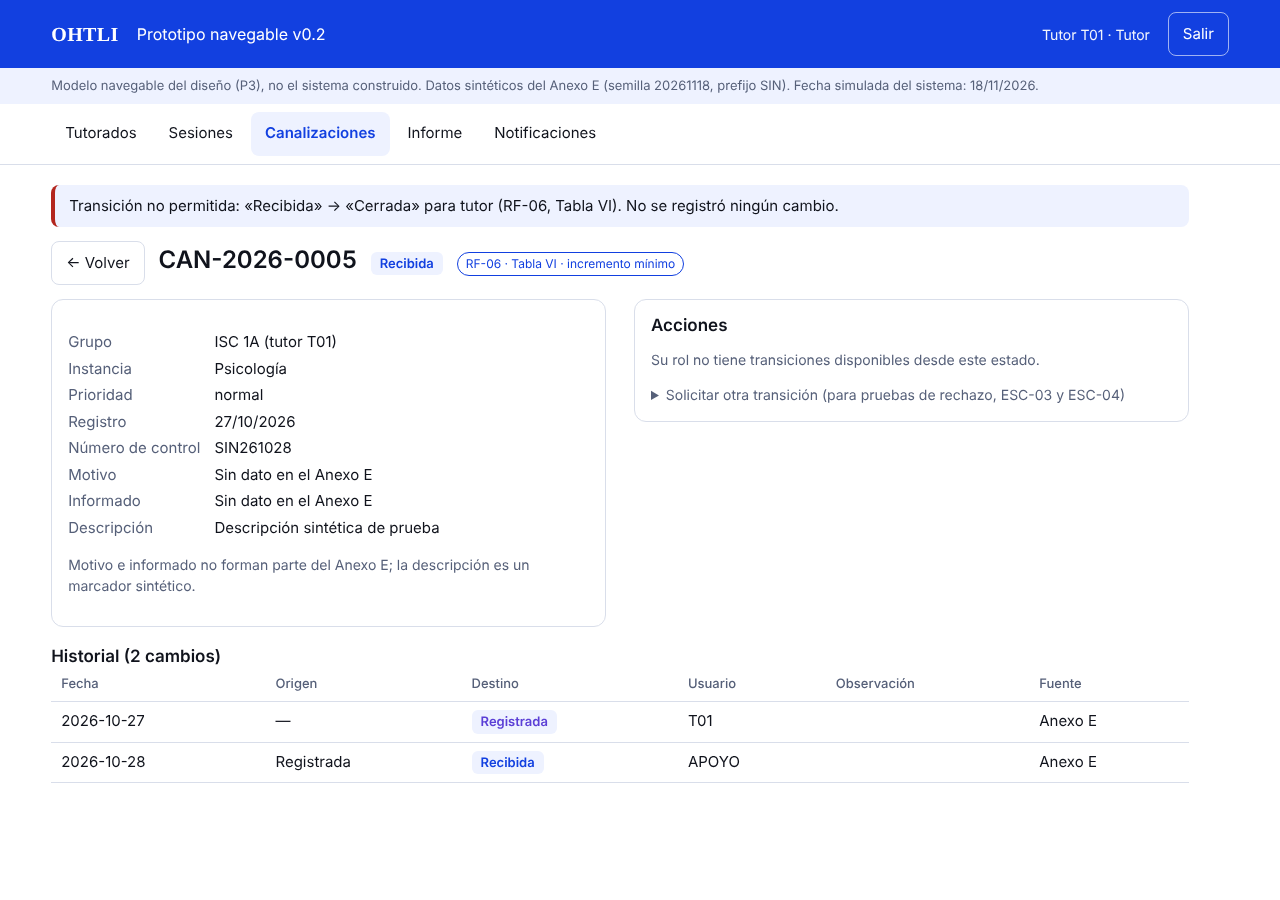 OHTLI Prototipo navegable v0.2
Tutor T01 · Tutor Salir
Modelo navegable del diseño (P3), no el sistema construido. Datos sintéticos del Anexo E (semilla 20261118, prefijo SIN). Fecha simulada del sistema: 18/11/2026.
Tutorados Sesiones Canalizaciones Informe Notificaciones
Transición no permitida: «Recibida» → «Cerrada» para tutor (RF-06, Tabla VI). No se registró ningún cambio.
← Volver CAN-2026-0005 Recibida RF-06 · Tabla VI · incremento mínimo
Grupo ISC 1A (tutor T01)
Instancia Psicología
Prioridad normal
Registro 27/10/2026
Número de control SIN261028
Motivo Sin dato en el Anexo E
Informado Sin dato en el Anexo E
Descripción Descripción sintética de prueba
Motivo e informado no forman parte del Anexo E; la descripción es un
marcador sintético.
Acciones
Su rol no tiene transiciones disponibles desde este estado.
▶ Solicitar otra transición (para pruebas de rechazo, ESC-03 y ESC-04)
Historial (2 cambios)
Fecha Origen Destino Usuario Observación Fuente
2026-10-27 — Registrada T01 Anexo E
2026-10-28 Registrada Recibida APOYO Anexo E